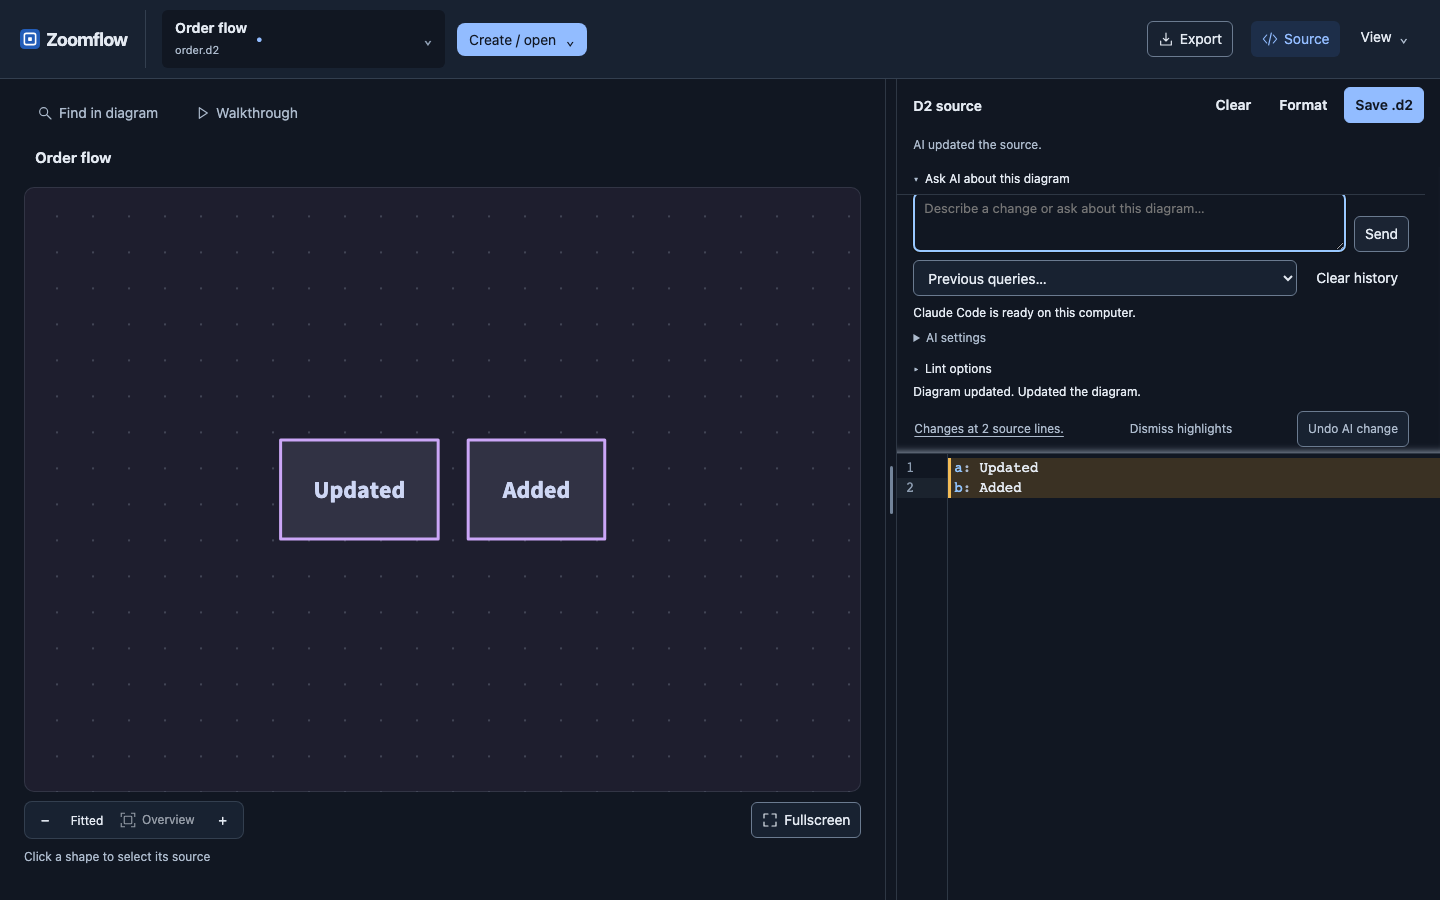 Zoomflow
Order flow
order.d2
Create / open
Export
Source
View
Find in diagram
Walkthrough
Order flow
Updated
Added
Fitted
Overview
Fullscreen
Click a shape to select its source
D2 source
Clear
Format
Save .d2
AI updated the source.
Ask AI about this diagram
Describe a change or ask about this diagram...
Send
Previous queries...
Clear history
Claude Code is ready on this computer.
AI settings
Lint options
Diagram updated. Updated the diagram.
Changes at 2 source lines.
Dismiss highlights
Undo AI change
1 a: Updated
2 b: Added